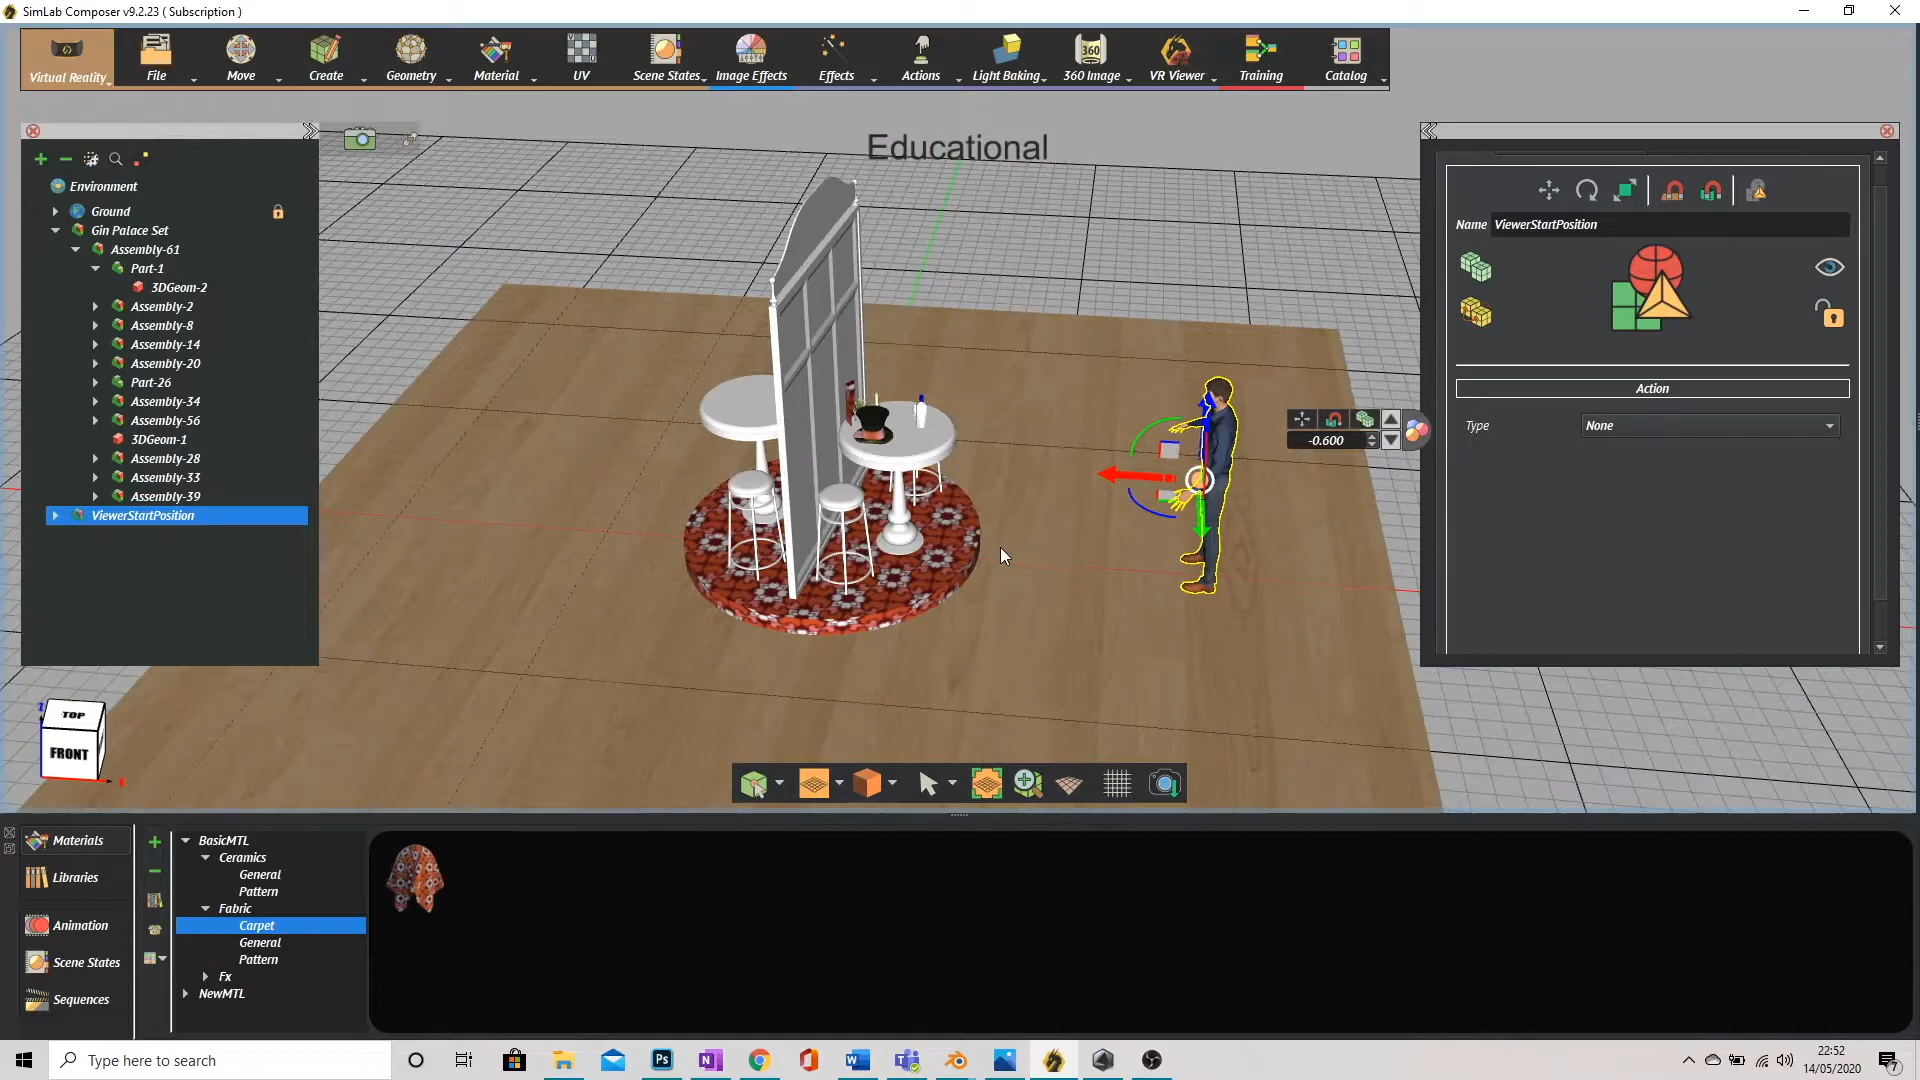 SimLab Composer v9.2.23 ( Subscription )
Virtual Reality File Move Create Geometry Material UV Scene States Image Effects Effects Actions Light Baking 360 Image VR Viewer Training Catalog
360
Educational
Environment
Ground
Gin Palace Set
Assembly-61
Part-1
3DGeom-2
Assembly-2
Assembly-8
Assembly-14
Assembly-20
Part-26
Assembly-34
Assembly-56
3DGeom-1
Assembly-28
Assembly-33
Assembly-39
ViewerStartPosition
Name ViewerStartPosition
Action
Type None
-0.600
Z
TOP
FRONT
X
Materials
Libraries
Animation
Scene States
Sequences
BasicMTL
Ceramics
General
Pattern
Fabric
Carpet
General
Pattern
Fx
NewMTL
Type here to search
22:52
14/05/2020
7